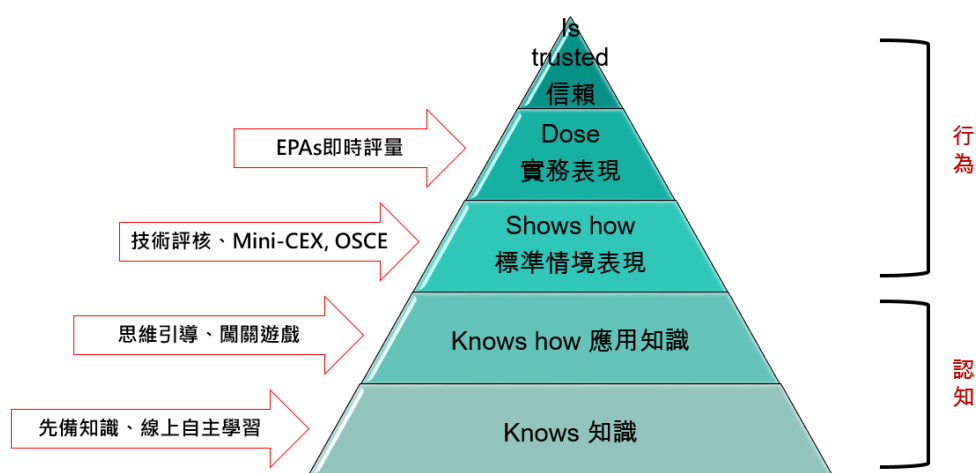 Is
trusted
信賴
EPAs即時評量
Dose
實務表現
技術評核、Mini-CEX, OSCE
Shows how
標準情境表現
行
為
思維引導、闖關遊戲
Knows how 應用知識
先備知識、線上自主學習
Knows 知識
認
知